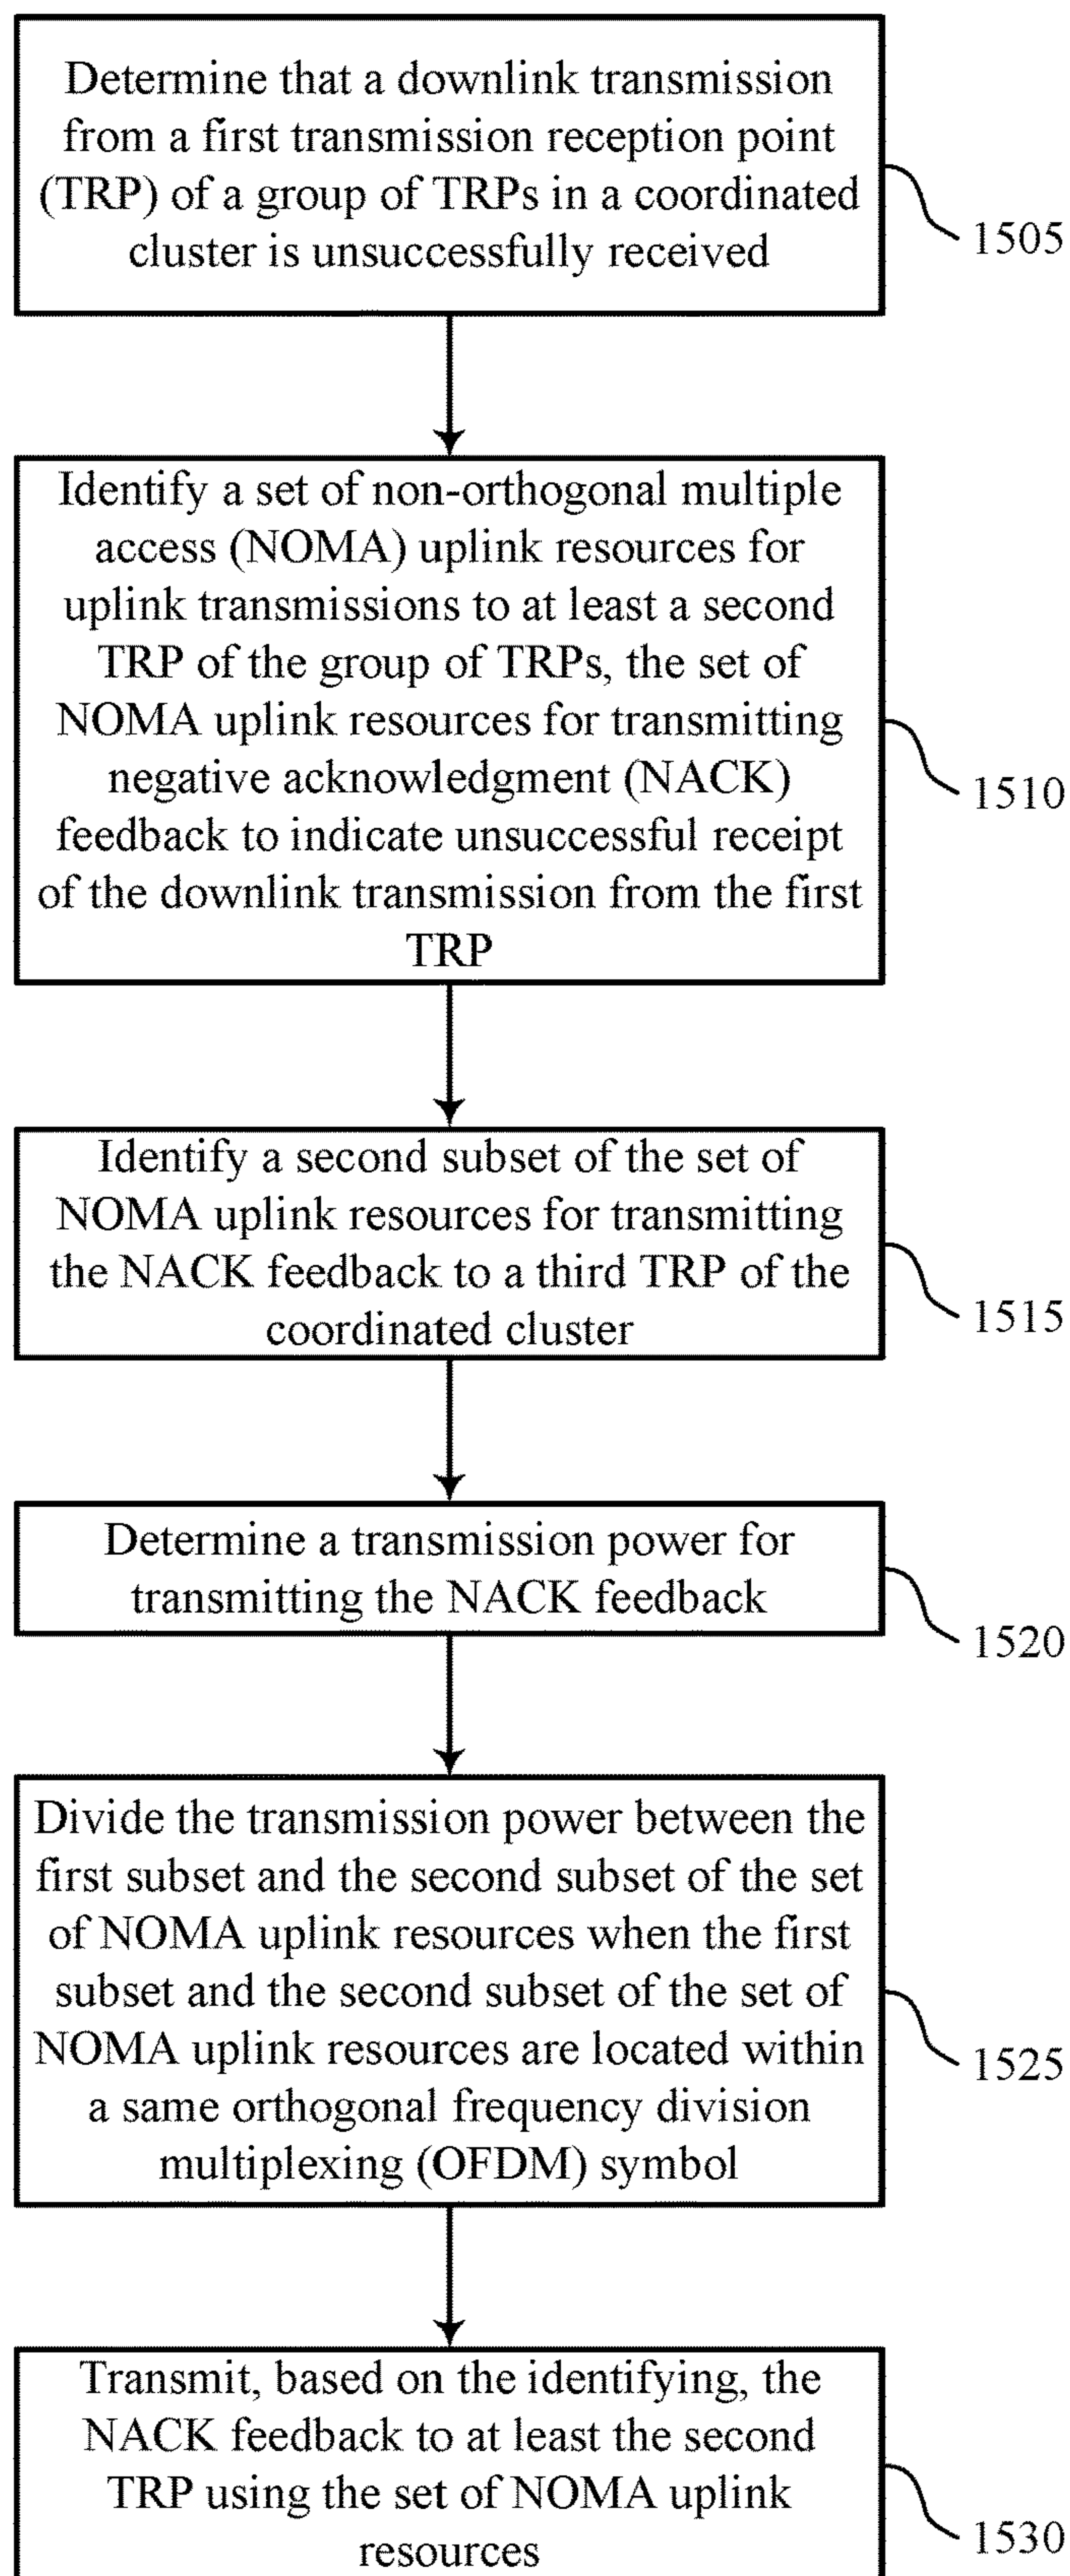 Determine that a downlink transmission
from a first transmission reception point
(TRP) of a group of TRPs in a coordinated
cluster is unsuccessfully received
1505
Identify a set of non-orthogonal multiple
access (NOMA) uplink resources for
uplink transmissions to at least a second
TRP of the group of TRPs, the set of
NOMA uplink resources for transmitting
negative acknowledgment (NACK)
feedback to indicate unsuccessful receipt
of the downlink transmission from the first
TRP
1510
Identify a second subset of the set of
NOMA uplink resources for transmitting
the NACK feedback to a third TRP of the
coordinated cluster
1515
Determine a transmission power for
transmitting the NACK feedback
1520
Divide the transmission power between the
first subset and the second subset of the set
of NOMA uplink resources when the first
subset and the second subset of the set of
NOMA uplink resources are located within
a same orthogonal frequency division
multiplexing (OFDM) symbol
1525
Transmit, based on the identifying, the
NACK feedback to at least the second
TRP using the set of NOMA uplink
resources
1530